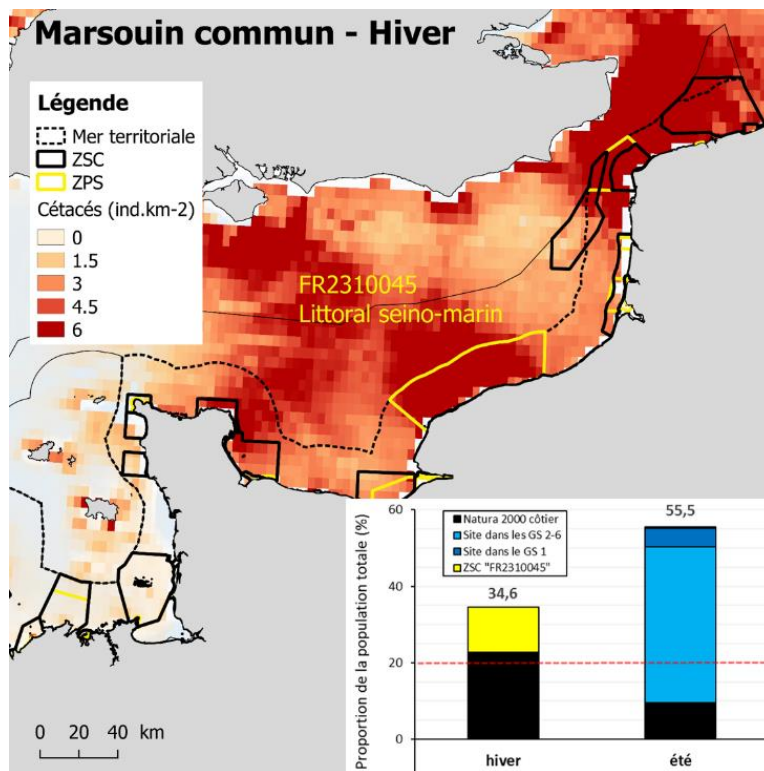 Marsouin commun - Hiver
Légende
Mer territoriale
ZSC
ZPS
Cétacés (ind.km-2)
0
1.5
3
4.5
6
FR2310045
Littoral seino-marin
0 20 40 km
Proportion de la population totale (%)
60
40
20
0
Natura 2000 côtier
Site dans les GS 2-6
Site dans le GS 1
ZSC "FR2310045"
34,6
55,5
hiver
été